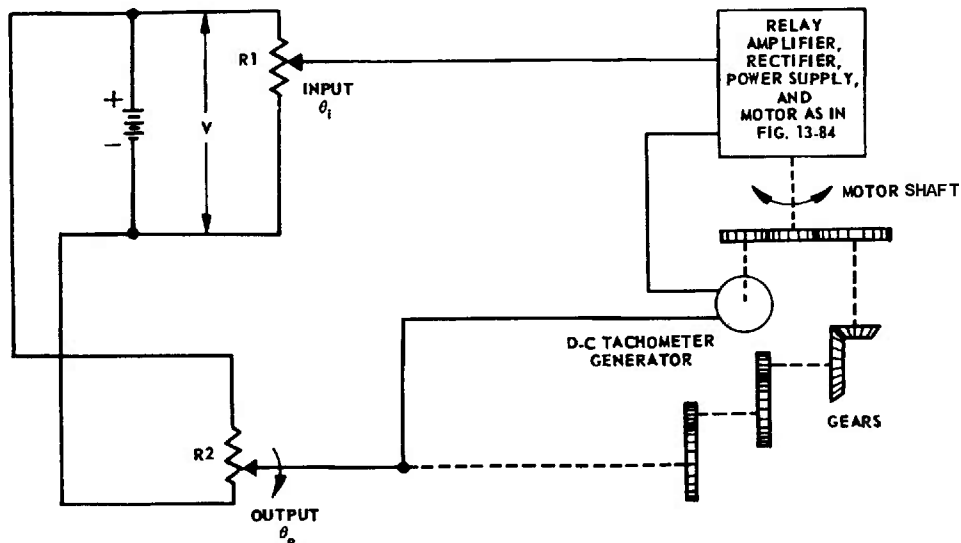 RELAY
AMPLIFIER,
RECTIFIER,
POWER SUPPLY,
AND
MOTOR AS IN
FIG. 13-84
R1
INPUT
θi
+
−
V
MOTOR SHAFT
D-C TACHOMETER
GENERATOR
GEARS
R2
OUTPUT
θo